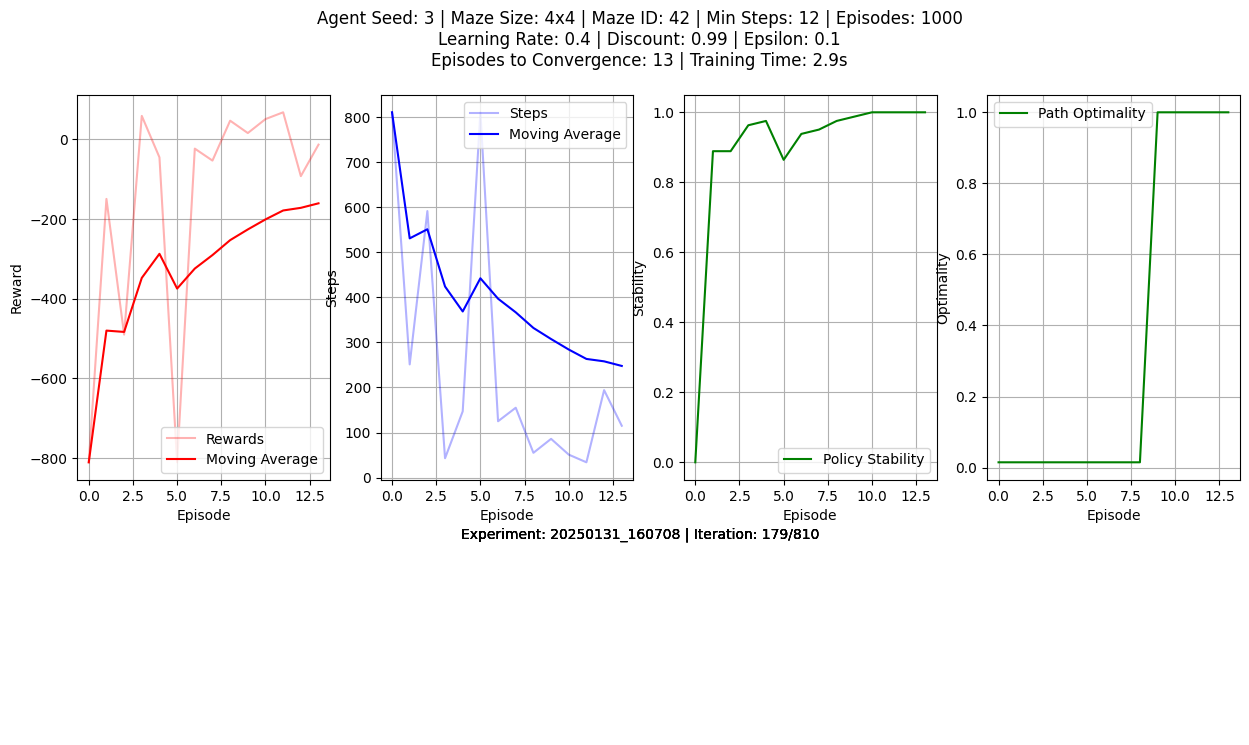 Agent Seed: 3 | Maze Size: 4x4 | Maze ID: 42 | Min Steps: 12 | Episodes: 1000
Learning Rate: 0.4 | Discount: 0.99 | Epsilon: 0.1
Episodes to Convergence: 13 | Training Time: 2.9s
Reward
0
−200
−400
−600
−800
Rewards
Moving Average
0.0 2.5 5.0 7.5 10.0 12.5
Episode
Steps
800
700
600
500
400
300
200
100
0
Steps
Moving Average
0.0 2.5 5.0 7.5 10.0 12.5
Episode
Stability
1.0
0.8
0.6
0.4
0.2
0.0
Policy Stability
0.0 2.5 5.0 7.5 10.0 12.5
Episode
Optimality
1.0
0.8
0.6
0.4
0.2
0.0
Path Optimality
0.0 2.5 5.0 7.5 10.0 12.5
Episode
Experiment: 20250131_160708 | Iteration: 179/810